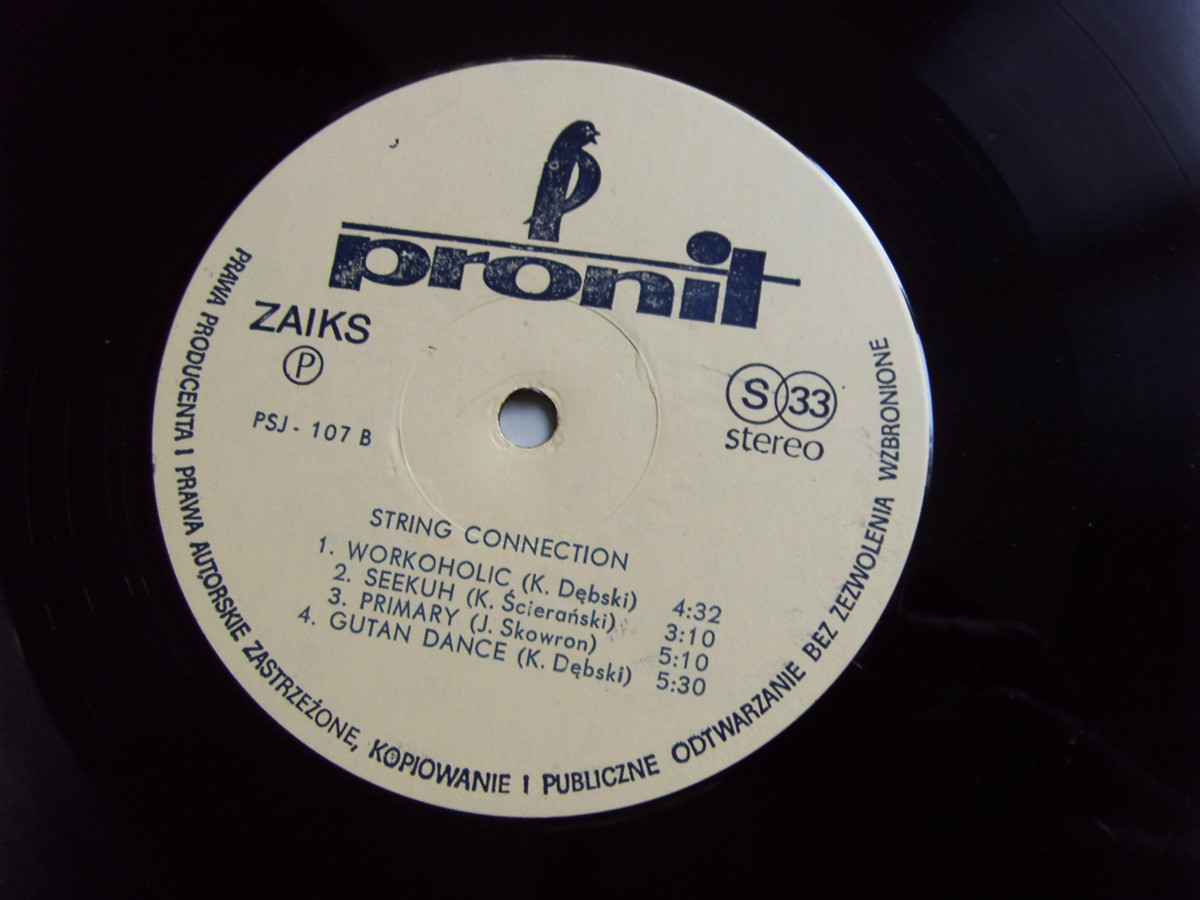 pronit
ZAIKS
P
PSJ - 107 B
S 33
stereo
STRING CONNECTION
1. WORKOHOLIC (K. Dębski) 4:32
2. SEEKUH (K. Ścierański) 3:10
3. PRIMARY (J. Skowron) 5:10
4. GUTAN DANCE (K. Dębski) 5:30
PRAWA PRODUCENTA I PRAWA AUTORSKIE ZASTRZEŻONE, KOPIOWANIE I PUBLICZNE ODTWARZANIE BEZ ZEZWOLENIA WZBRONIONE